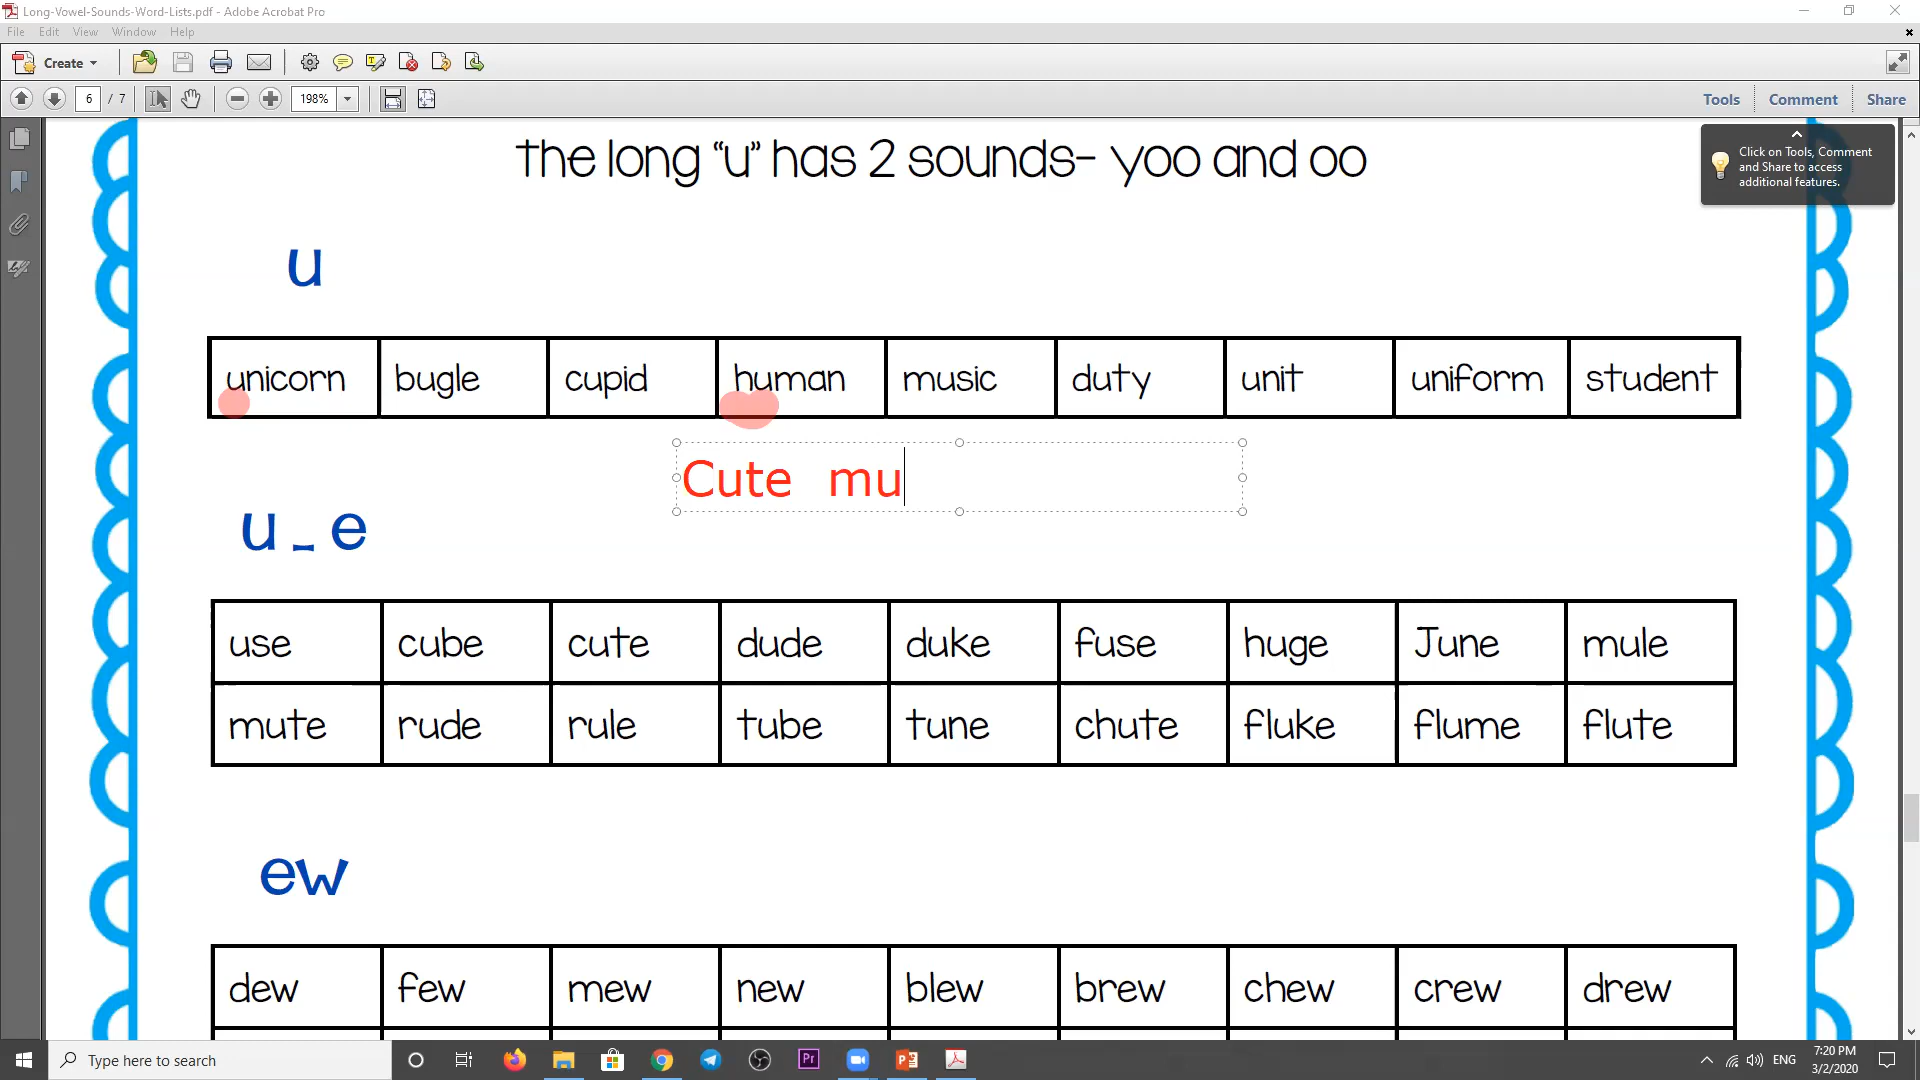 Long-Vowel-Sounds-Word-Lists.pdf - Adobe Acrobat Pro
File Edit View Window Help
Create
6 / 7 198% Tools Comment Share
Click on Tools, Comment
and Share to access
additional features.
the long "u" has 2 sounds- yoo and oo
u
unicorn bugle cupid human music duty unit uniform student
Cute mu
u_e
use cube cute dude duke fuse huge June mule
mute rude rule tube tune chute fluke flume flute
ew
dew few mew new blew brew chew crew drew
Type here to search
Pr
ENG
7:20 PM
3/2/2020